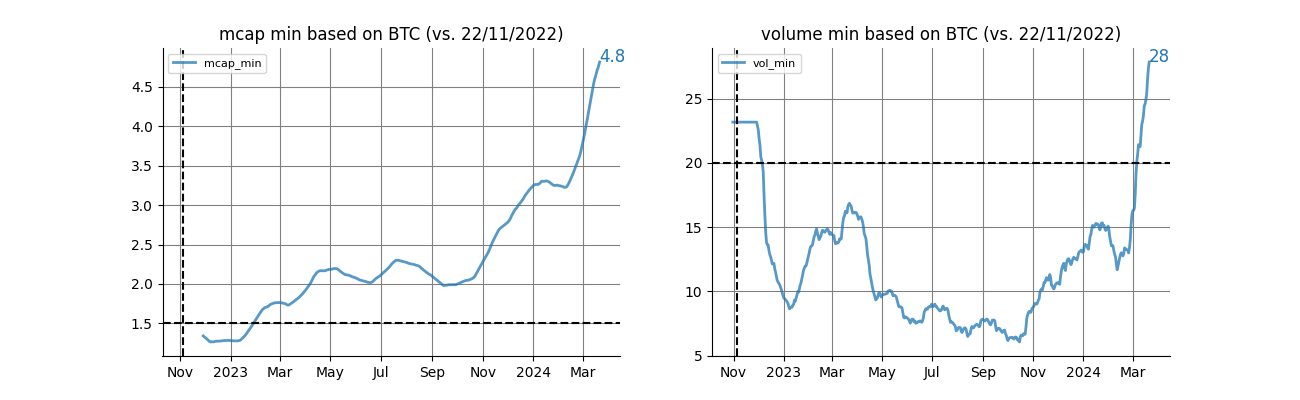 mcap min based on BTC (vs. 22/11/2022)
mcap_min
4.8
4.5
4.0
3.5
3.0
2.5
2.0
1.5
Nov 2023 Mar May Jul Sep Nov 2024 Mar
volume min based on BTC (vs. 22/11/2022)
vol_min
28
25
20
15
10
5
Nov 2023 Mar May Jul Sep Nov 2024 Mar